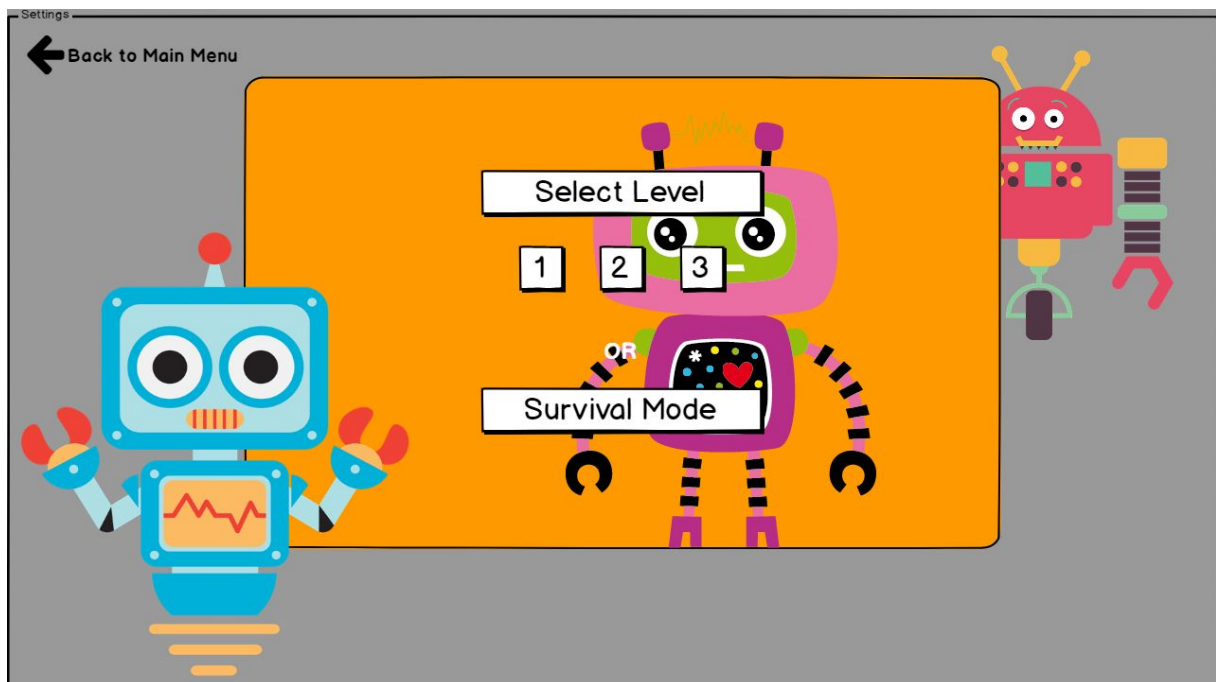 Settings
Back to Main Menu
Select Level
1 2 3
OR
Survival Mode